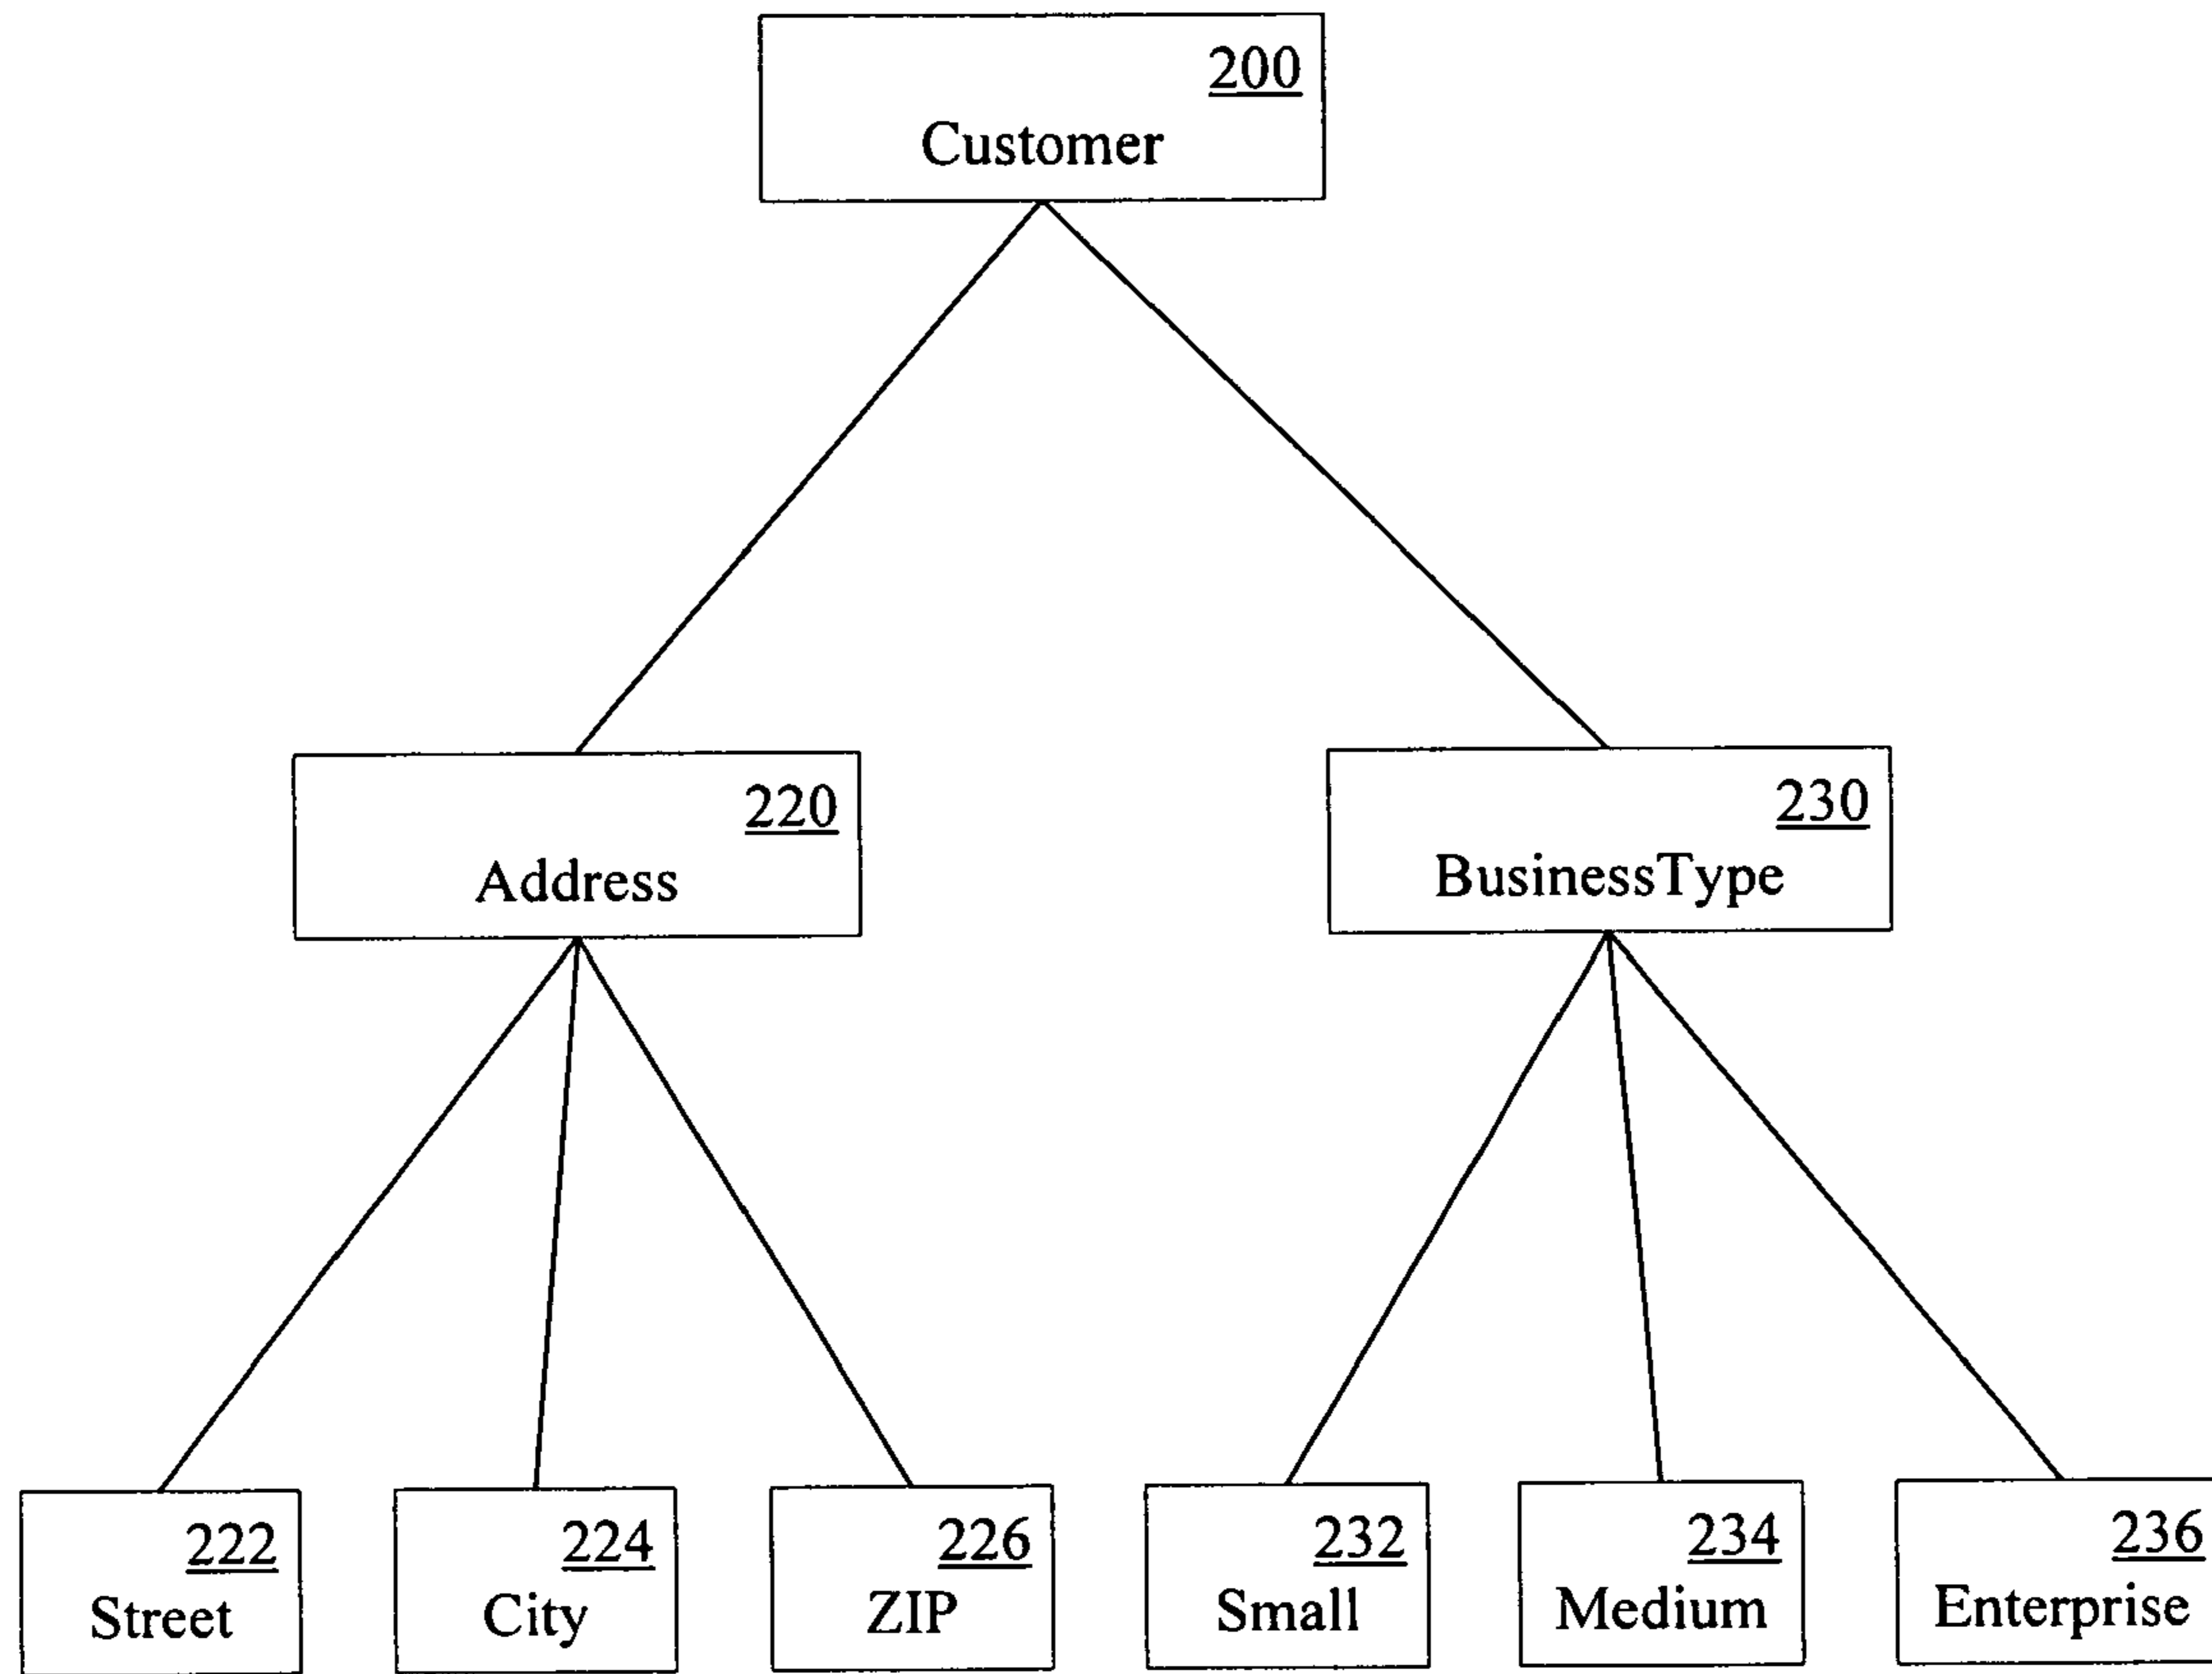 200
Customer
220
Address
230
BusinessType
222
Street
224
City
226
ZIP
232
Small
234
Medium
236
Enterprise